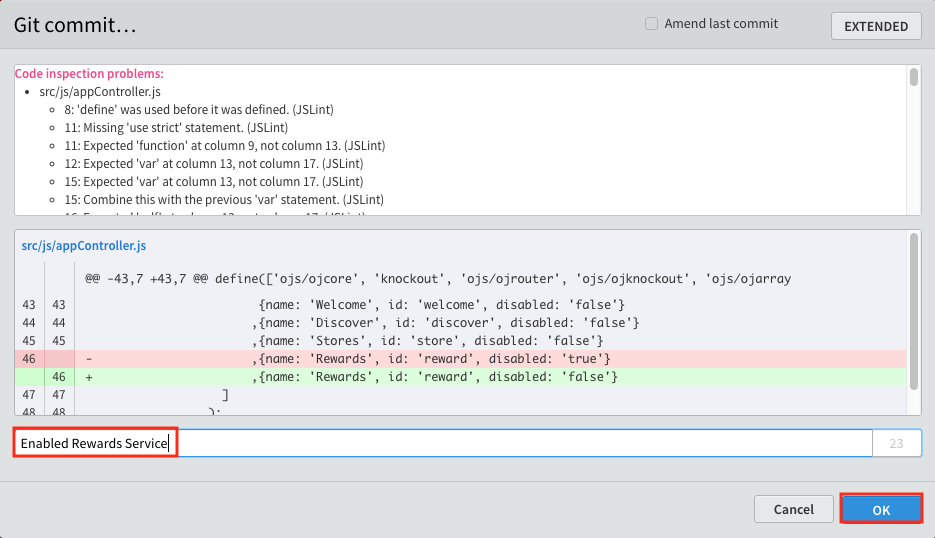 Git commit...
Amend last commit
EXTENDED
Code inspection problems:
• src/js/appController.js
◦ 8: 'define' was used before it was defined. (JSLint)
◦ 11: Missing 'use strict' statement. (JSLint)
◦ 11: Expected 'function' at column 9, not column 13. (JSLint)
◦ 12: Expected 'var' at column 13, not column 17. (JSLint)
◦ 15: Expected 'var' at column 13, not column 17. (JSLint)
◦ 15: Combine this with the previous 'var' statement. (JSLint)
src/js/appController.js
@@ -43,7 +43,7 @@ define(['ojs/ojcore', 'knockout', 'ojs/ojrouter', 'ojs/ojknockout', 'ojs/ojarray
43 43 {name: 'Welcome', id: 'welcome', disabled: 'false'}
44 44 ,{name: 'Discover', id: 'discover', disabled: 'false'}
45 45 ,{name: 'Stores', id: 'store', disabled: 'false'}
46 - ,{name: 'Rewards', id: 'reward', disabled: 'true'}
46 + ,{name: 'Rewards', id: 'reward', disabled: 'false'}
47 47 ]
48 48 );
Enabled Rewards Service
23
Cancel
OK